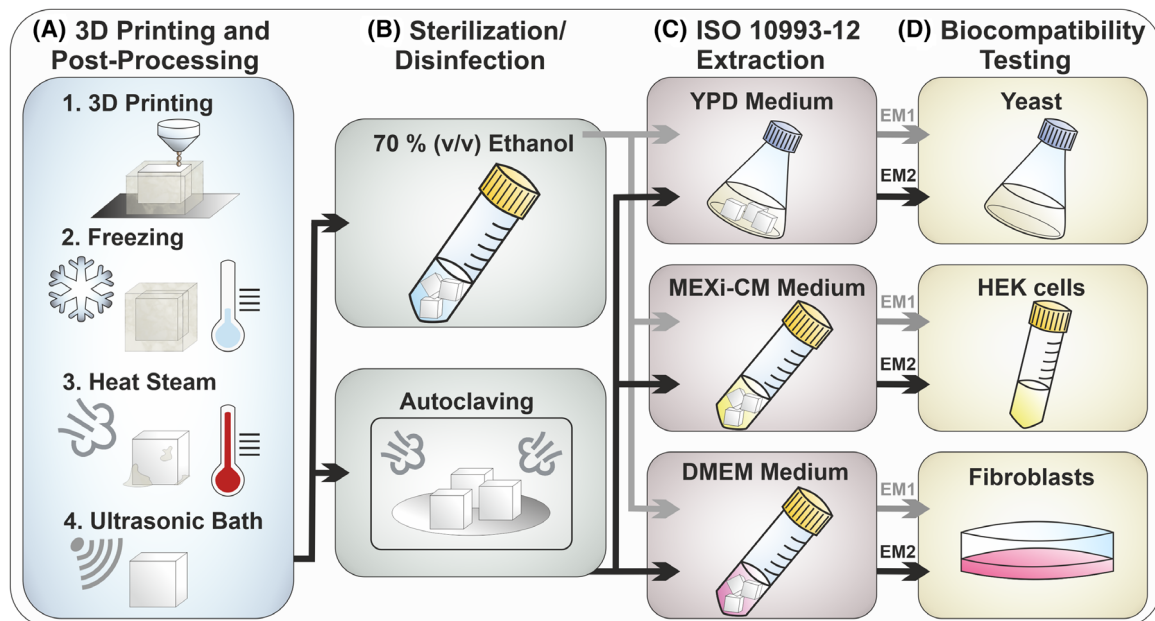 (A) 3D Printing and
Post-Processing
1. 3D Printing
2. Freezing
3. Heat Steam
4. Ultrasonic Bath
(B) Sterilization/
Disinfection
70 % (v/v) Ethanol
Autoclaving
(C) ISO 10993-12
Extraction
YPD Medium
MEXi-CM Medium
DMEM Medium
EM1
EM2
EM1
EM2
EM1
EM2
(D) Biocompatibility
Testing
Yeast
HEK cells
Fibroblasts